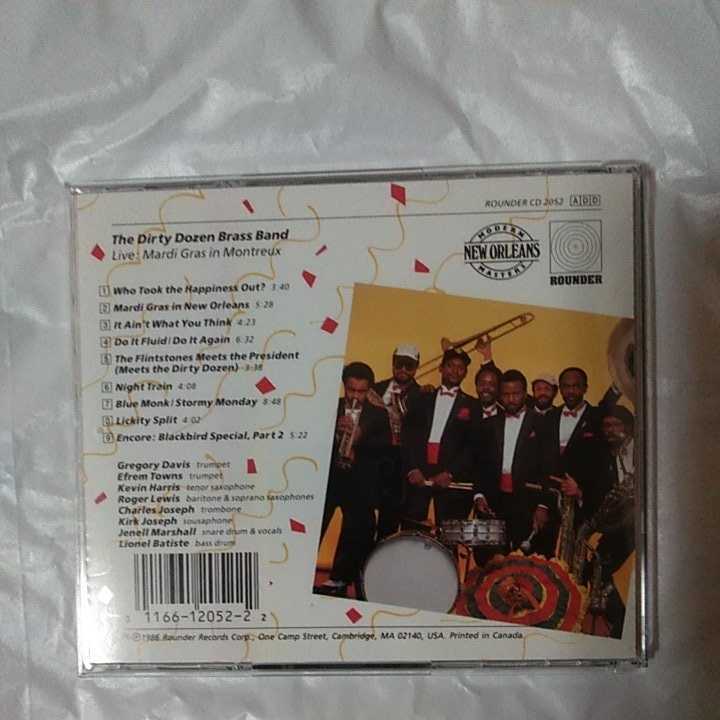 ROUNDER CD 2052 A D D
The Dirty Dozen Brass Band
Live: Mardi Gras in Montreux
MODERN
NEW ORLEANS
MASTERS
ROUNDER
1 Who Took the Happiness Out? 3:40
2 Mardi Gras in New Orleans 5:28
3 It Ain't What You Think 4:23
4 Do It Fluid/Do It Again 6:32
5 The Flintstones Meets the President
(Meets the Dirty Dozen) 3:38
6 Night Train 4:08
7 Blue Monk/Stormy Monday 8:48
8 Lickity Split 4:02
9 Encore: Blackbird Special, Part 2 5:22
Gregory Davis trumpet
Efrem Towns trumpet
Kevin Harris tenor saxophone
Roger Lewis baritone & soprano saxophones
Charles Joseph trombone
Kirk Joseph sousaphone
Jenell Marshall snare drum & vocals
Lionel Batiste bass drum
1166-12052-2 2
℗1986 Rounder Records Corp., One Camp Street, Cambridge, MA 02140, USA. Printed in Canada.